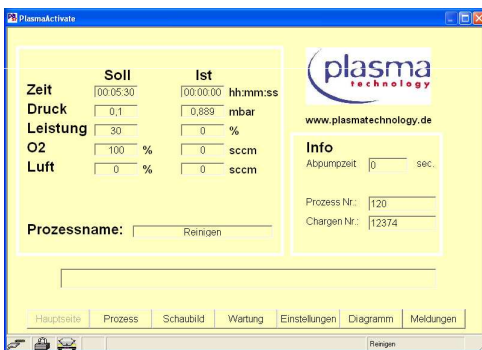 PlasmaActivate
Soll Ist
Zeit 00:05:30 00:00:00 hh:mm:ss
Druck 0,1 0,889 mbar
Leistung 30 0 %
O2 100 % 0 sccm
Luft 0 % 0 sccm
Prozessname: Reinigen
plasma
technology
www.plasmatechnology.de
Info
Abpumpzeit 0 sec.
Prozess Nr.: 120
Chargen Nr.: 12374
Hauptseite Prozess Schaubild Wartung Einstellungen Diagramm Meldungen
Reinigen